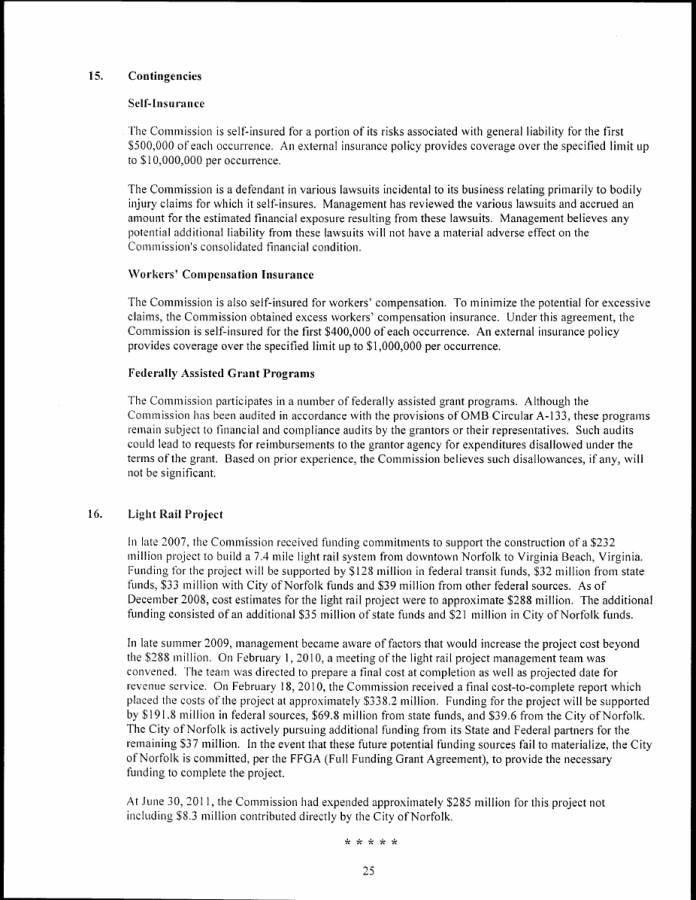 15. Contingencies
Self-Insurance
The Commission is self-insured for a portion of its risks associated with general liability for the first
$500,000 of each occurrence. An external insurance policy provides coverage over the specified limit up
to $10,000,000 per occurrence.
The Commission is a defendant in various lawsuits incidental to its business relating primarily to bodily
injury claims for which it self-insures. Management has reviewed the various lawsuits and accrued an
amount for the estimated financial exposure resulting from these lawsuits. Management believes any
potential additional liability from these lawsuits will not have a material adverse effect on the
Commission's consolidated financial condition.
Workers' Compensation Insurance
The Commission is also self-insured for workers' compensation. To minimize the potential for excessive
claims, the Commission obtained excess workers' compensation insurance. Under this agreement, the
Commission is self-insured for the first $400,000 of each occurrence. An external insurance policy
provides coverage over the specified limit up to $1,000,000 per occurrence.
Federally Assisted Grant Programs
The Commission participates in a number of federally assisted grant programs. Although the
Commission has been audited in accordance with the provisions of OMB Circular A-133, these programs
remain subject to financial and compliance audits by the grantors or their representatives. Such audits
could lead to requests for reimbursements to the grantor agency for expenditures disallowed under the
terms of the grant. Based on prior experience, the Commission believes such disallowances, if any, will
not be significant.
16. Light Rail Project
In late 2007, the Commission received funding commitments to support the construction of a $232
million project to build a 7.4 mile light rail system from downtown Norfolk to Virginia Beach, Virginia.
Funding for the project will be supported by $128 million in federal transit funds, $32 million from state
funds, $33 million with City of Norfolk funds and $39 million from other federal sources. As of
December 2008, cost estimates for the light rail project were to approximate $288 million. The additional
funding consisted of an additional $35 million of state funds and $21 million in City of Norfolk funds.
In late summer 2009, management became aware of factors that would increase the project cost beyond
the $288 million. On February 1, 2010, a meeting of the light rail project management team was
convened. The team was directed to prepare a final cost at completion as well as projected date for
revenue service. On February 18, 2010, the Commission received a final cost-to-complete report which
placed the costs of the project at approximately $338.2 million. Funding for the project will be supported
by $191.8 million in federal sources, $69.8 million from state funds, and $39.6 from the City of Norfolk.
The City of Norfolk is actively pursuing additional funding from its State and Federal partners for the
remaining $37 million. In the event that these future potential funding sources fail to materialize, the City
of Norfolk is committed, per the FFGA (Full Funding Grant Agreement), to provide the necessary
funding to complete the project.
At June 30, 2011, the Commission had expended approximately $285 million for this project not
including $8.3 million contributed directly by the City of Norfolk.
* * * * *
25